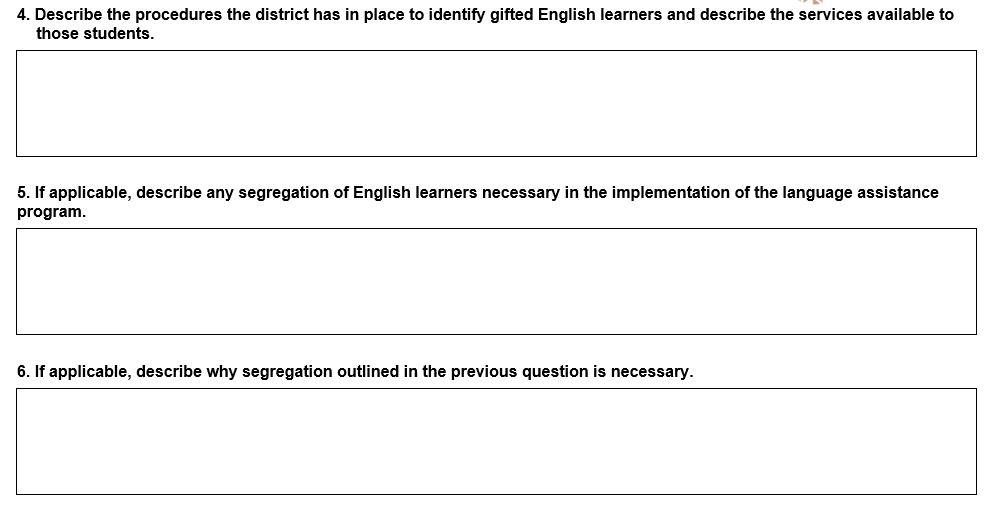 4. Describe the procedures the district has in place to identify gifted English learners and describe the services available to
those students.
5. If applicable, describe any segregation of English learners necessary in the implementation of the language assistance
program.
6. If applicable, describe why segregation outlined in the previous question is necessary.